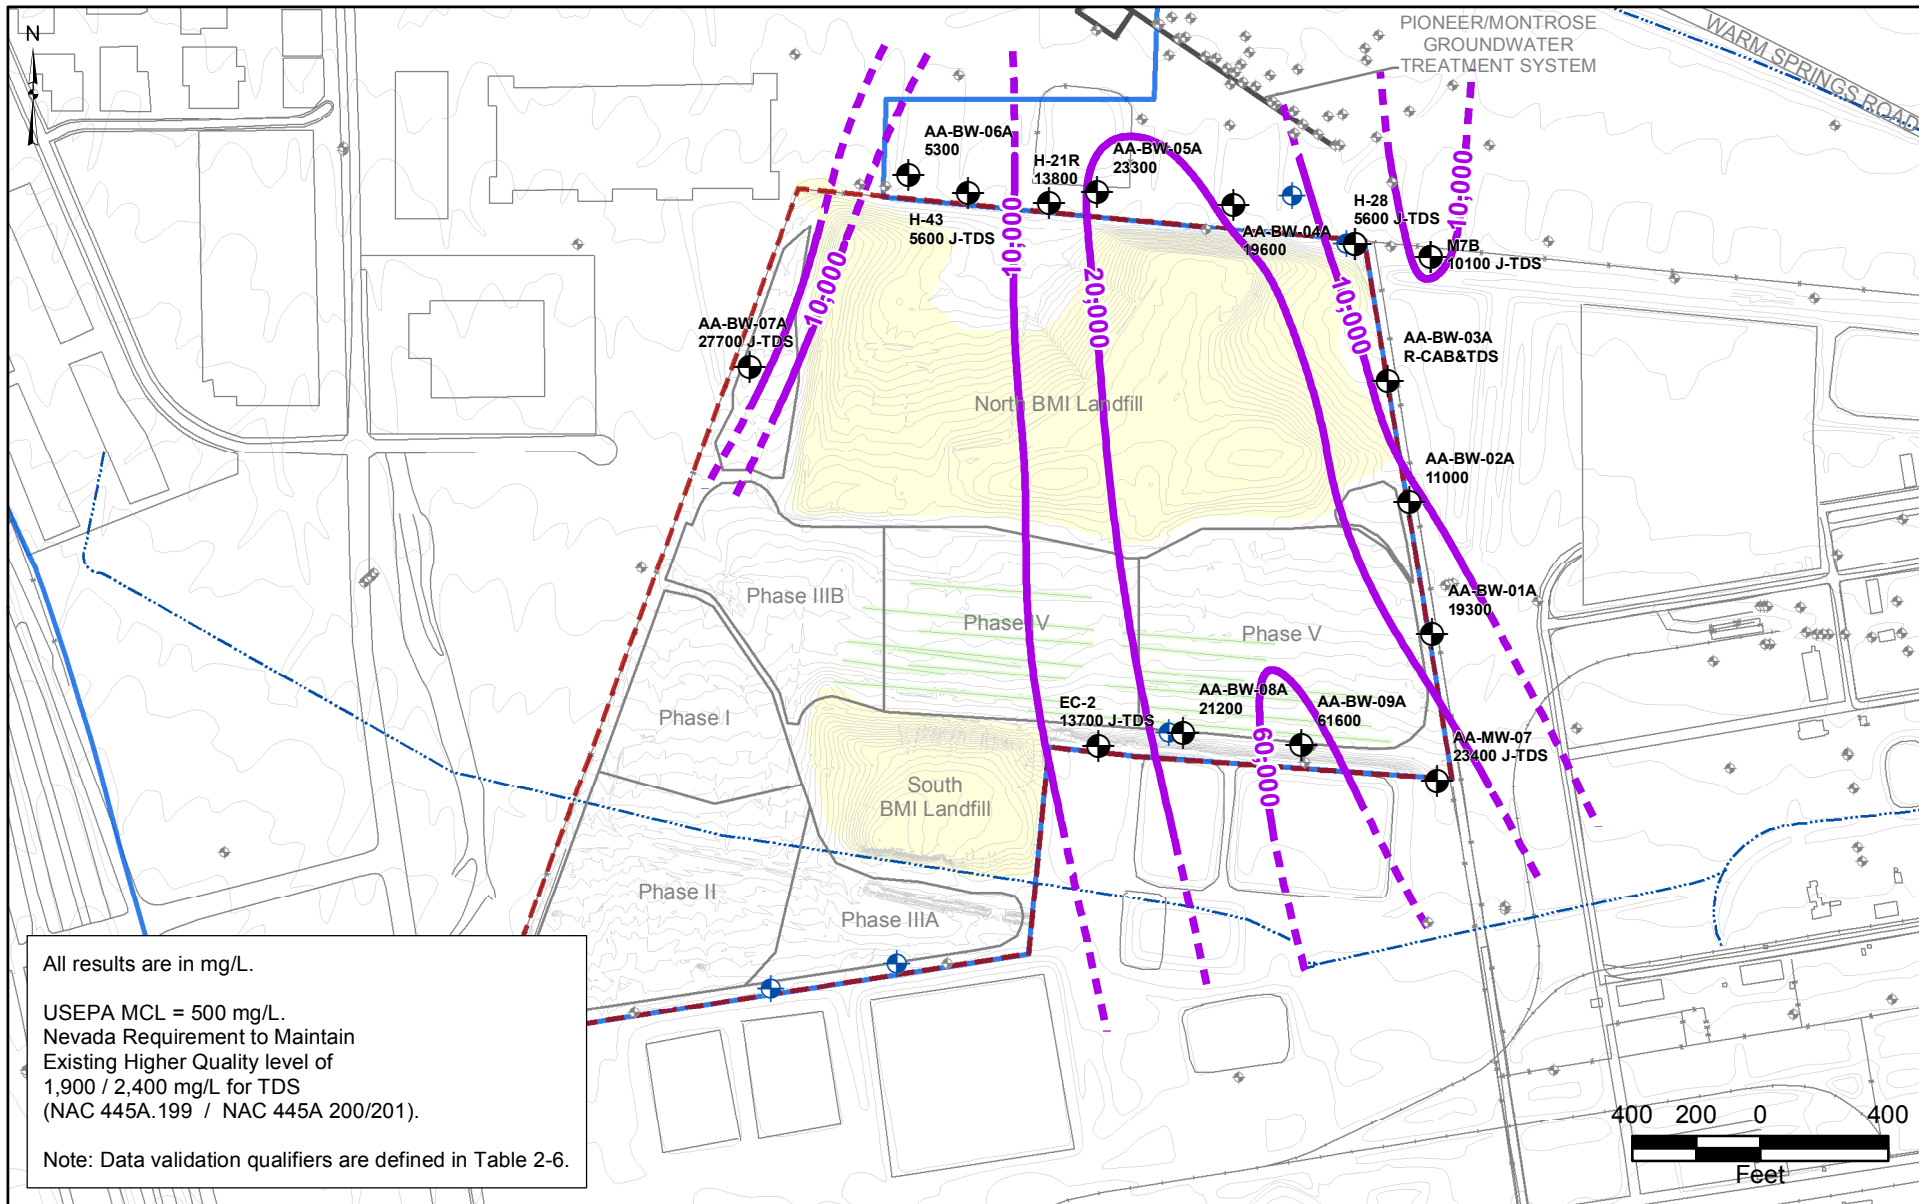 N
PIONEER/MONTROSE
GROUNDWATER
TREATMENT SYSTEM
WARM SPRINGS ROAD
AA-BW-06A
5300
H-21R
13800
AA-BW-05A
23300
H-43
5600 J-TDS
AA-BW-04A
19600
H-28
5600 J-TDS
M7B
10100 J-TDS
10,000
10,000
10,000
20,000
10,000
AA-BW-07A
27700 J-TDS
AA-BW-03A
R-CAB&TDS
North BMI Landfill
AA-BW-02A
11000
Phase IIIB
Phase IV
Phase V
AA-BW-01A
19300
Phase I
EC-2
13700 J-TDS
AA-BW-08A
21200
AA-BW-09A
61600
60,000
AA-MW-07
23400 J-TDS
South
BMI Landfill
Phase II
Phase IIIA
All results are in mg/L.
USEPA MCL = 500 mg/L.
Nevada Requirement to Maintain
Existing Higher Quality level of
1,900 / 2,400 mg/L for TDS
(NAC 445A.199 / NAC 445A 200/201).
Note: Data validation qualifiers are defined in Table 2-6.
400 200 0 400
Feet